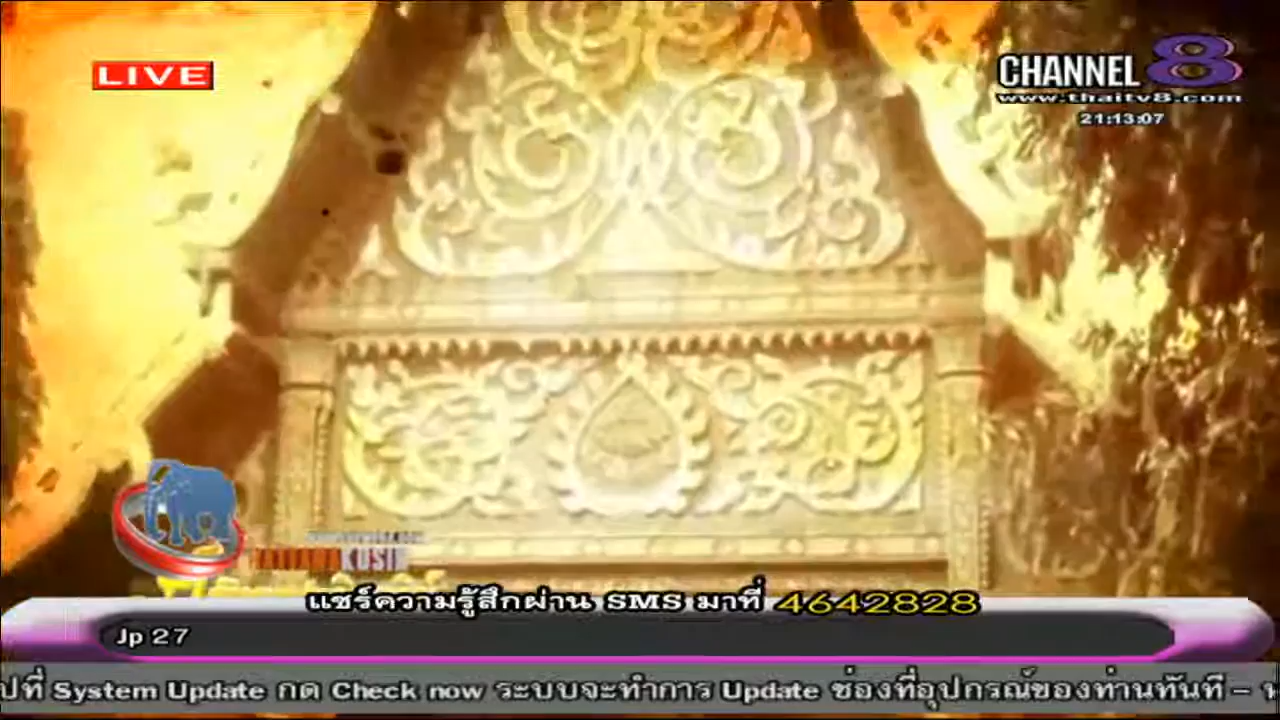 LIVE
CHANNEL 8
www.thaitv8.com
21:13:07
แชร์ความรู้สึกผ่าน SMS มาที่ 4642828
Jp 27
ปที่ System Update กด Check now ระบบจะทำการ Update ช่องที่อุปกรณ์ของท่านทันที –